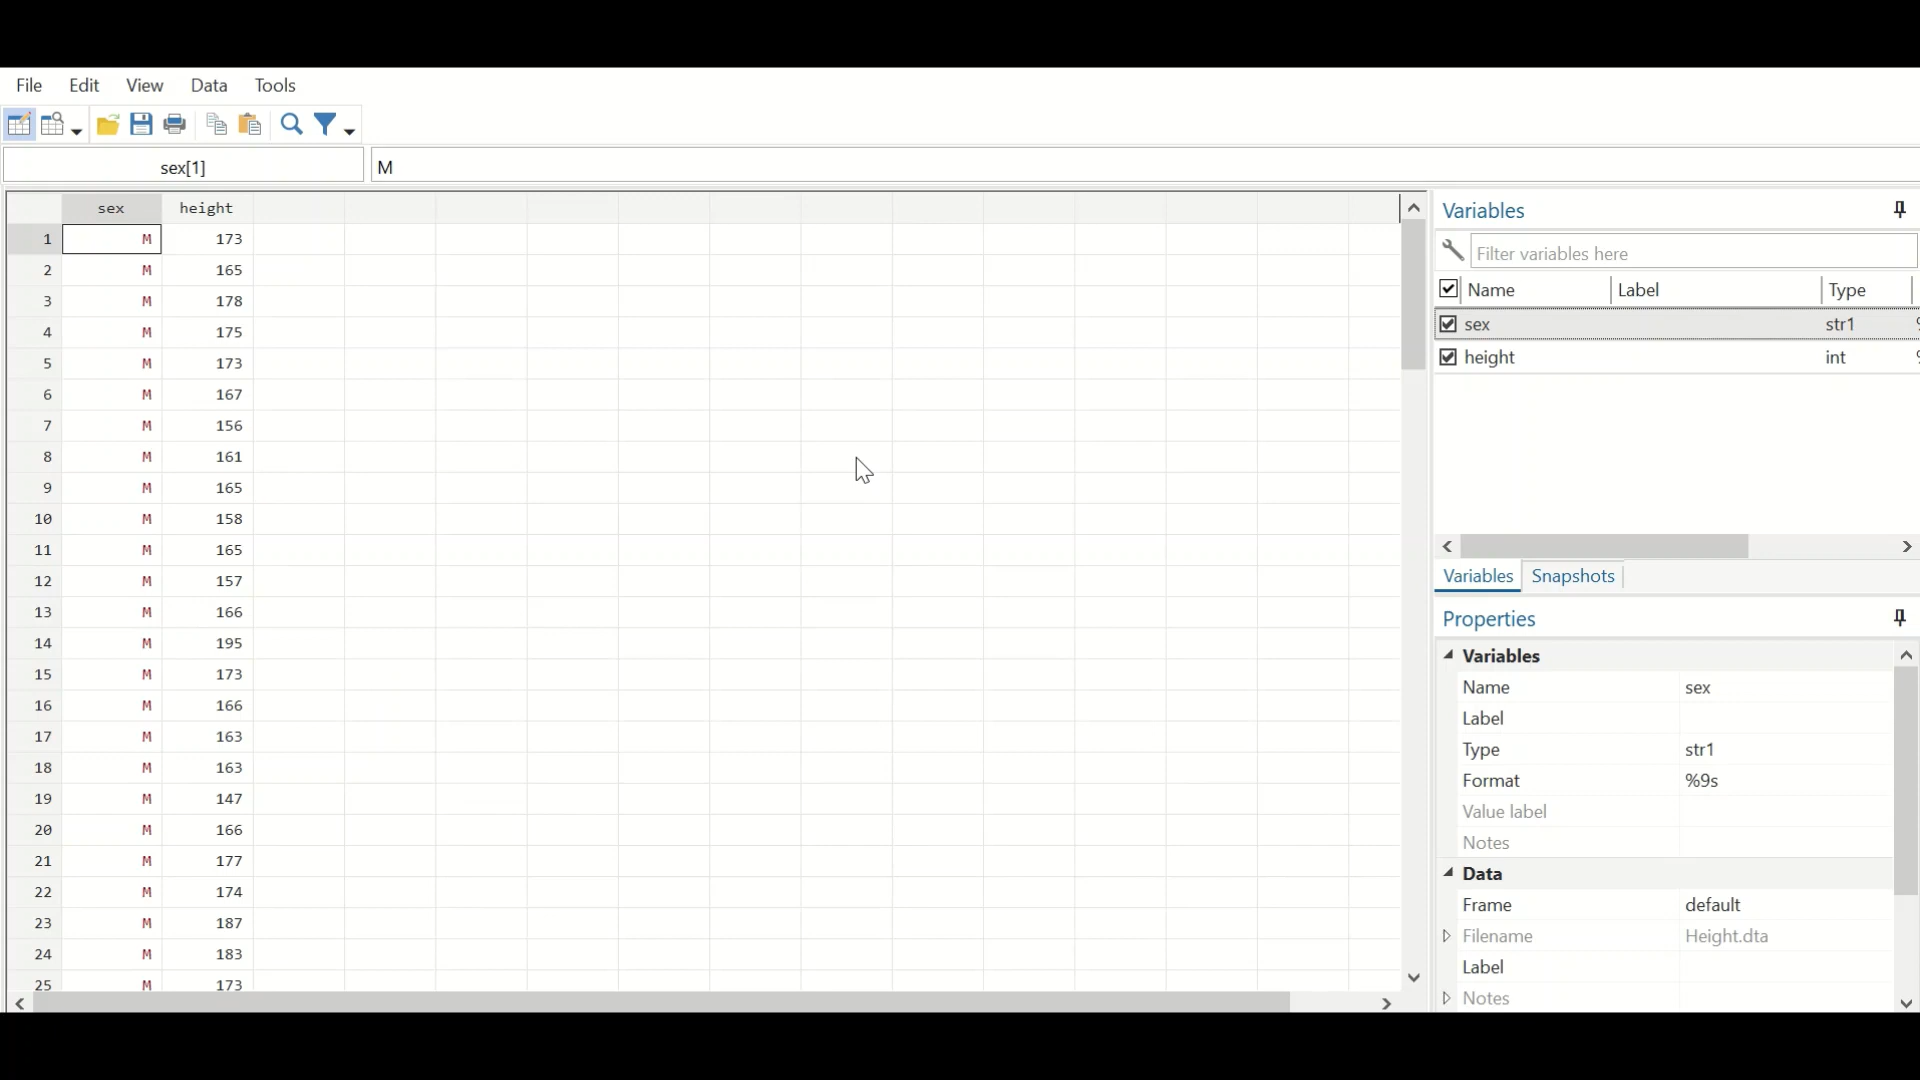 File Edit View Data Tools
sex[1] M
sex height
1 M 173
2 M 165
3 M 178
4 M 175
5 M 173
6 M 167
7 M 156
8 M 161
9 M 165
10 M 158
11 M 165
12 M 157
13 M 166
14 M 195
15 M 173
16 M 166
17 M 163
18 M 163
19 M 147
20 M 166
21 M 177
22 M 174
23 M 187
24 M 183
25 M 173
Variables
Filter variables here
Name Label Type
sex str1
height int
Variables Snapshots
Properties
Variables
Name sex
Label
Type str1
Format %9s
Value label
Notes
Data
Frame default
Filename Height.dta
Label
Notes